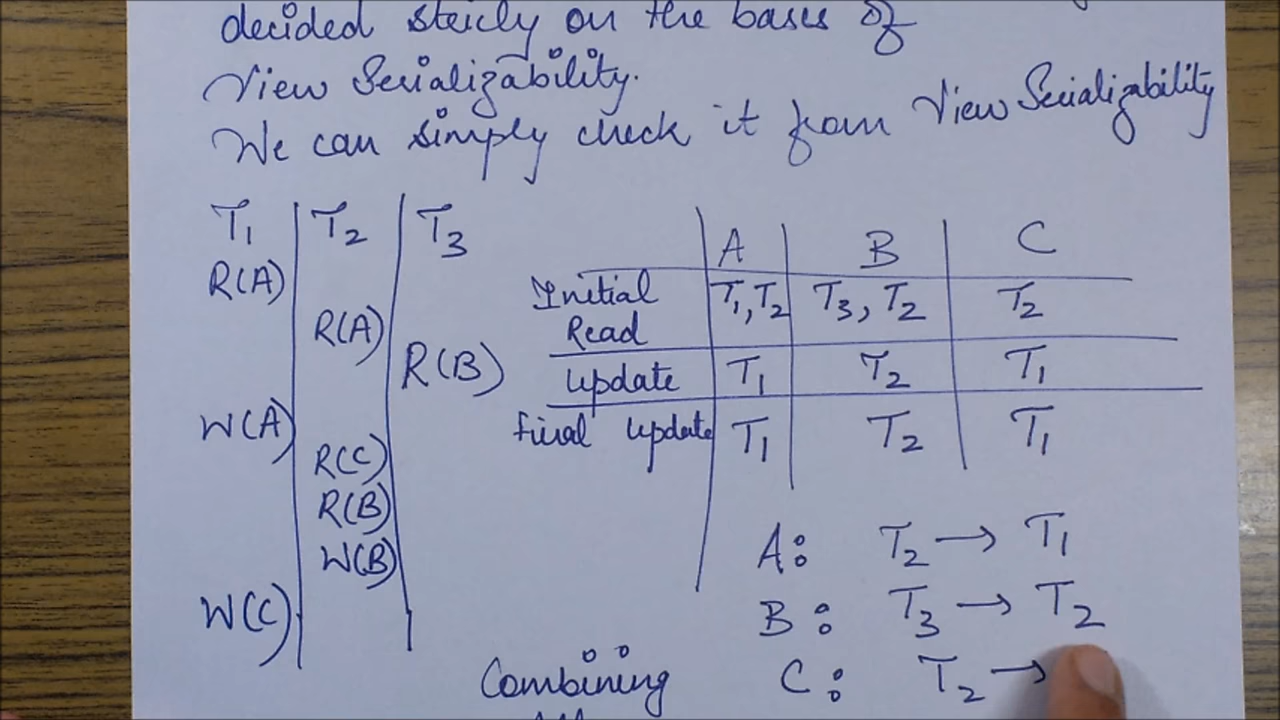 decided stricly on the bases of
View Serializability.
We can simply check it from View Serializability
T1 T2 T3
R(A)
R(A)
R(B)
W(A)
R(C)
R(B)
W(B)
W(C)
A B C
Initial Read T1, T2 T3, T2 T2
Update T1 T2 T1
Final Update T1 T2 T1
A: T2 → T1
B: T3 → T2
C: T2 →
Combining